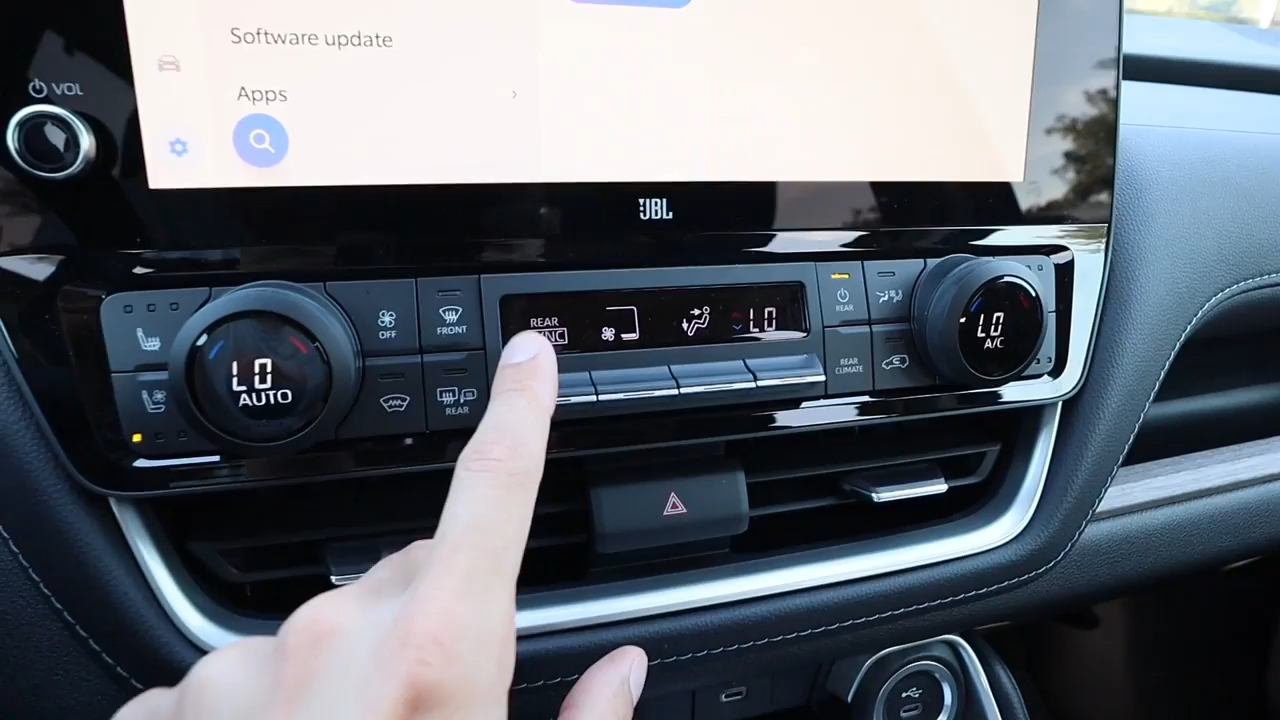 Software update
VOL
Apps
JBL
OFF
FRONT
REAR
LO
REAR
LO
AUTO
LO
A/C
REAR
REAR
CLIMATE